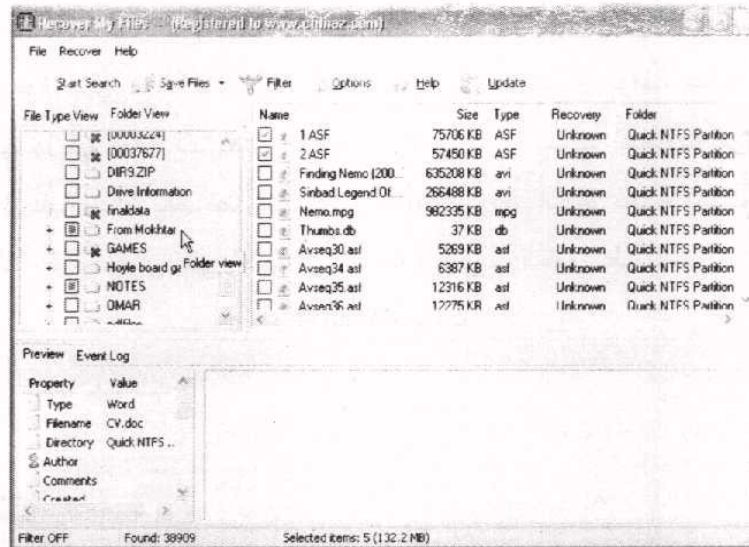 Recover My Files - (Registered to www.chinaz.com)
File Recover Help
Start Search Save Files Filter Options Help Update
File Type View Folder View
[00003224]
[00037677]
DIR9.ZIP
Drive Information
finaldata
From Mokhtar
GAMES
Hoyle board ga
Folder view
NOTES
OMAR
pdfiles
Name Size Type Recovery Folder
1.ASF 75706 KB ASF Unknown Quick NTFS Partition
2.ASF 57450 KB ASF Unknown Quick NTFS Partition
Finding Nemo (200... 635208 KB avi Unknown Quick NTFS Partition
Sinbad Legend Of... 266488 KB avi Unknown Quick NTFS Partition
Nemo.mpg 982335 KB mpg Unknown Quick NTFS Partition
Thumbs.db 37 KB db Unknown Quick NTFS Partition
Avseq30.asf 5269 KB asf Unknown Quick NTFS Partition
Avseq34.asf 6387 KB asf Unknown Quick NTFS Partition
Avseq35.asf 12316 KB asf Unknown Quick NTFS Partition
Avseq36.asf 12275 KB asf Unknown Quick NTFS Partition
Preview Event Log
Property Value
Type Word
Filename CV.doc
Directory Quick NTFS ..
Author
Comments
Created
Filter OFF Found: 38909 Selected items: 5 (132.2 MB)